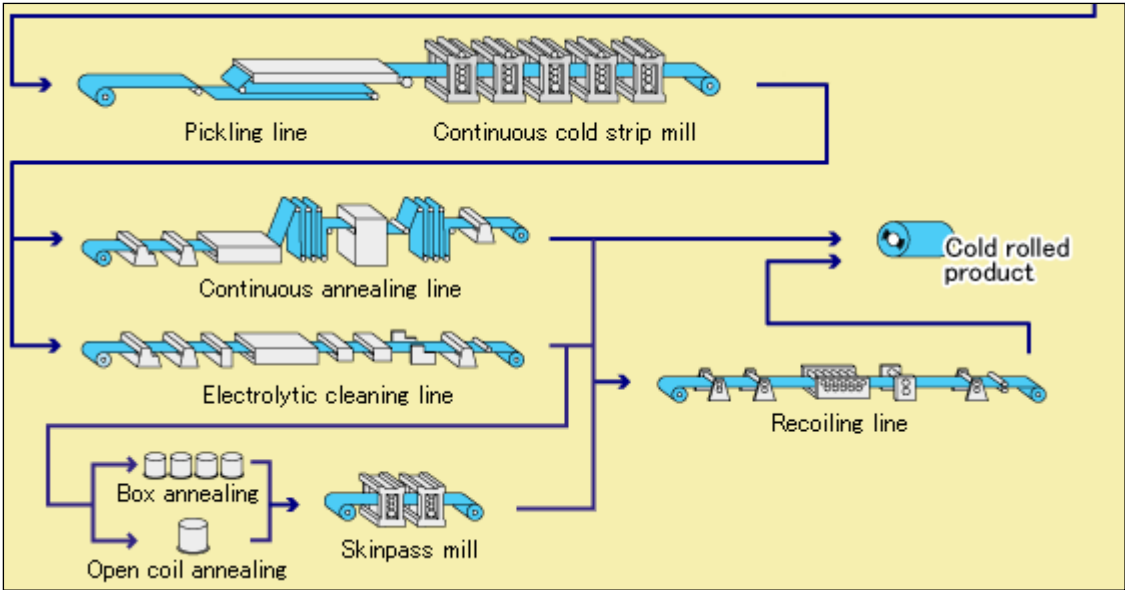 Pickling line
Continuous cold strip mill
Continuous annealing line
Cold rolled
product
Electrolytic cleaning line
Recoiling line
Box annealing
Skinpass mill
Open coil annealing